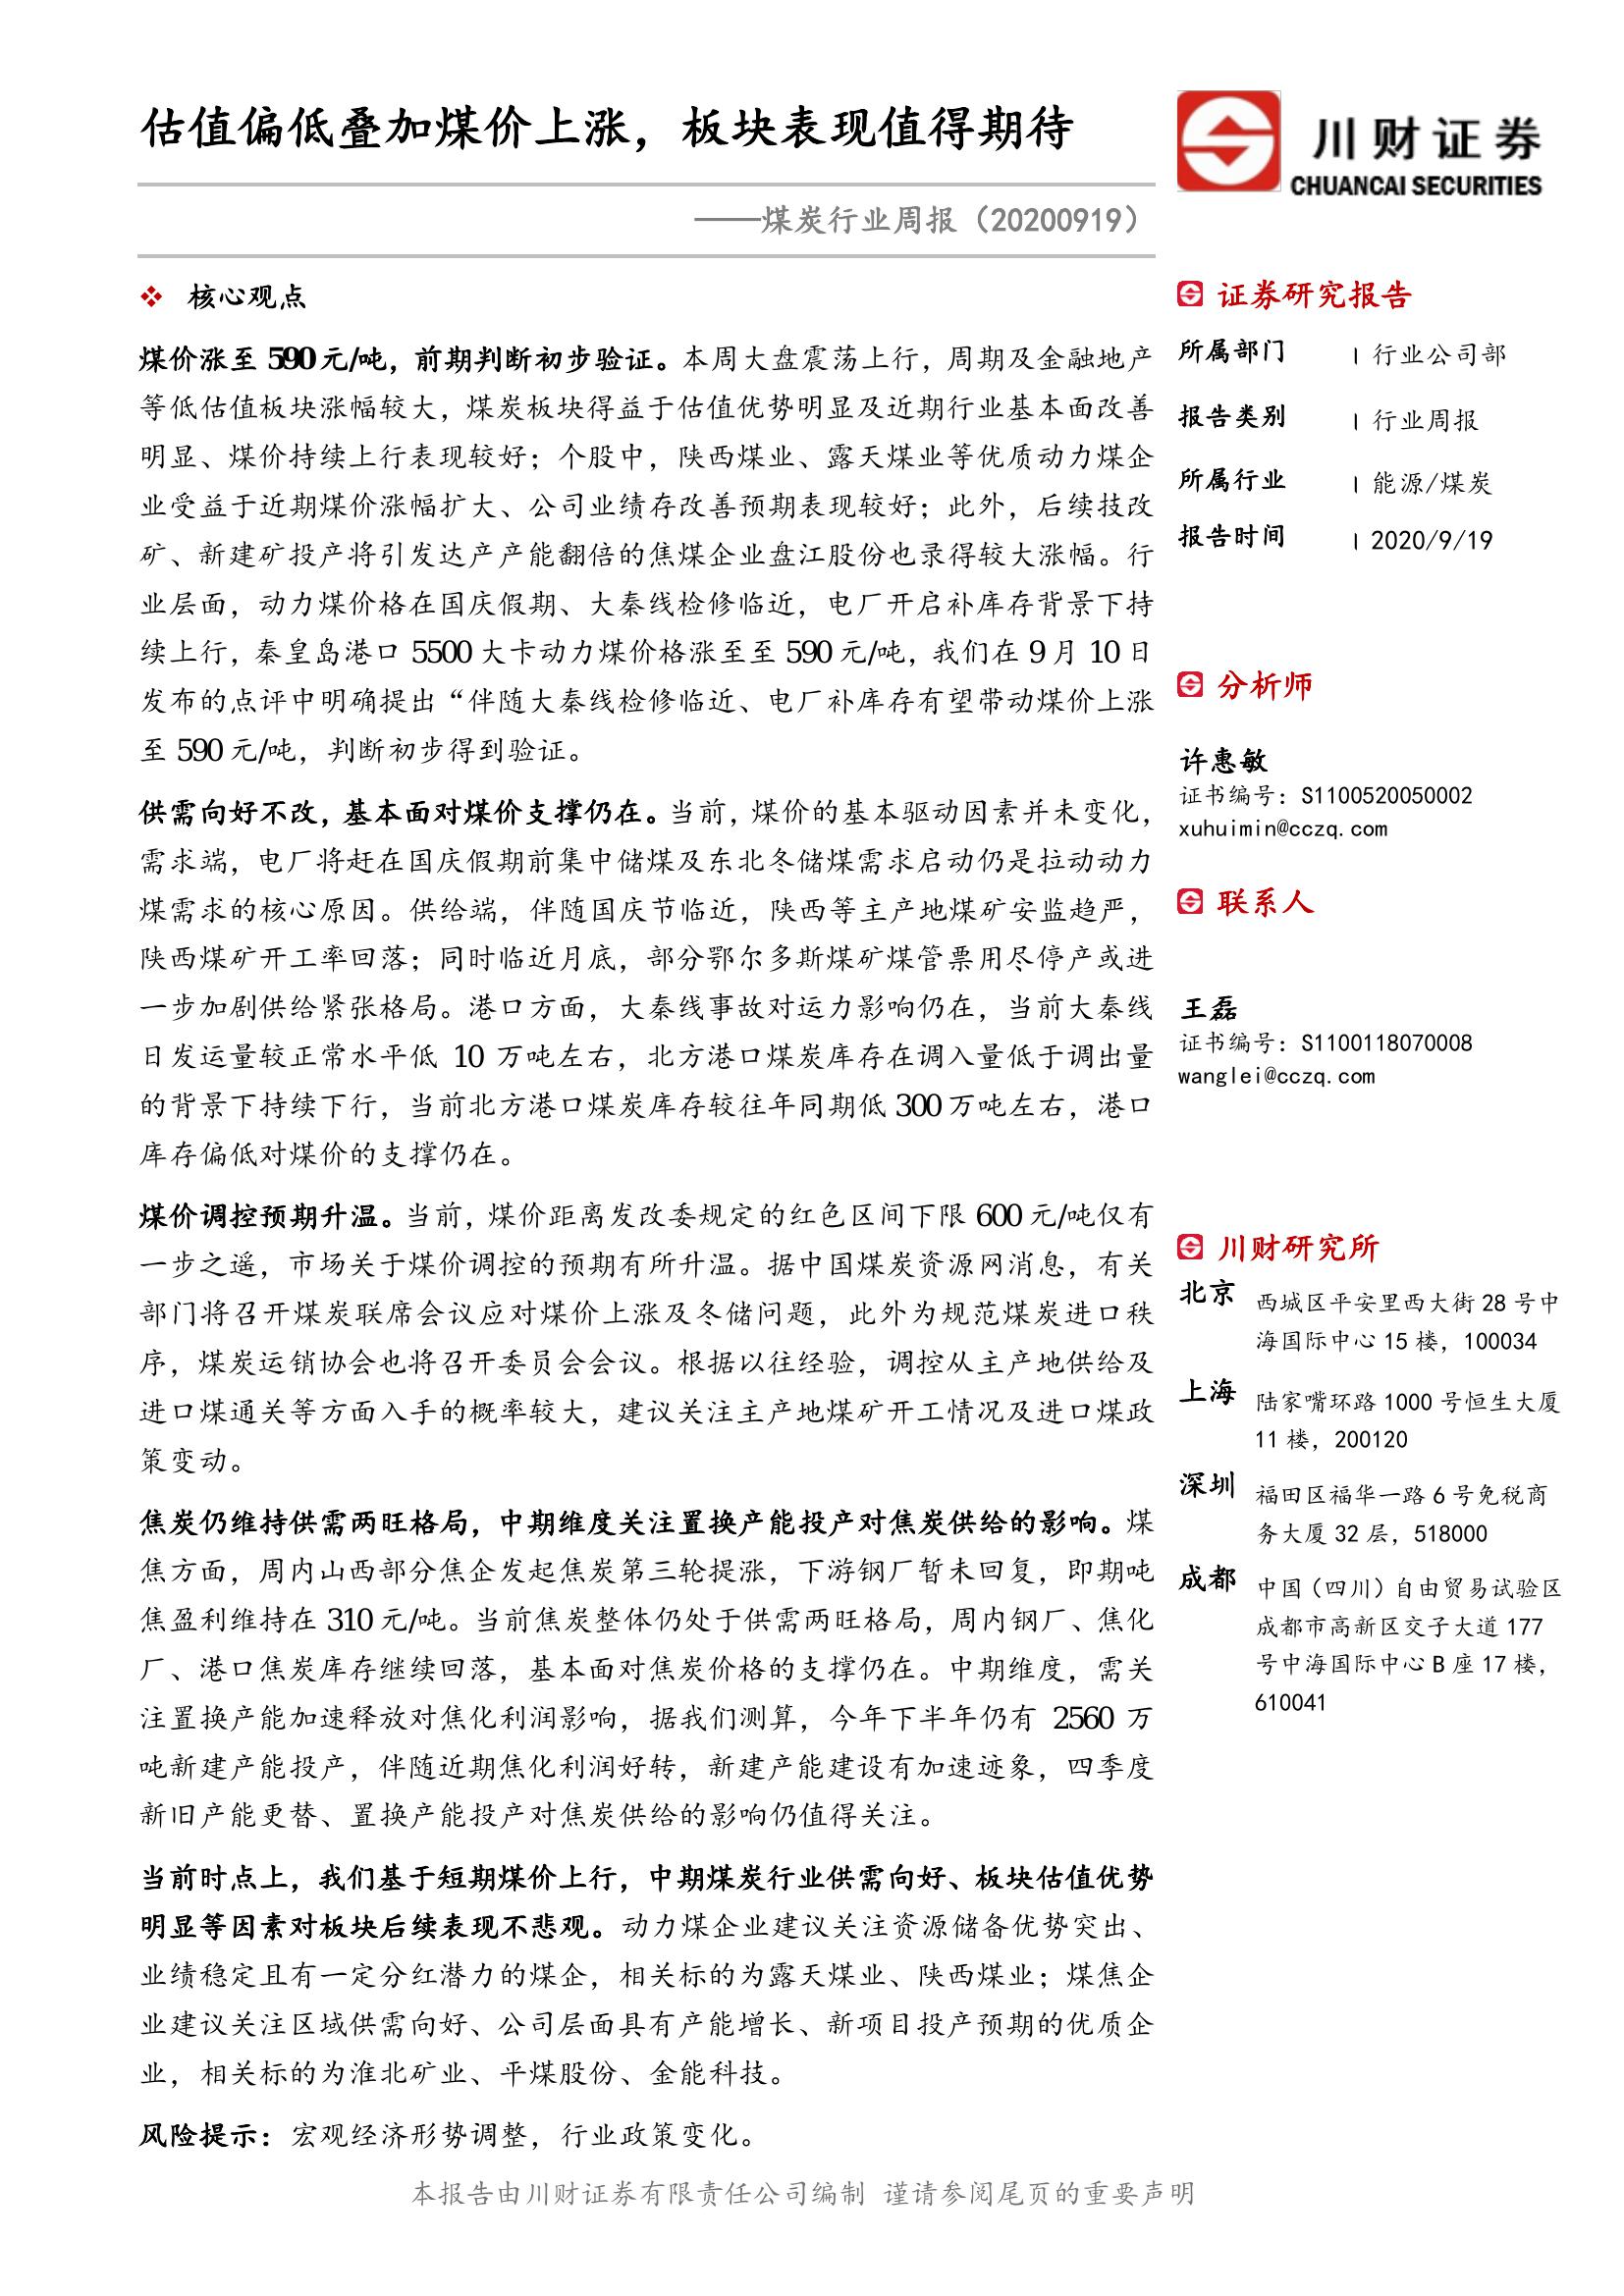 估值偏低叠加煤价上涨，板块表现值得期待
——煤炭行业周报（20200919）
❖ 核心观点
煤价涨至 590 元/吨，前期判断初步验证。本周大盘震荡上行，周期及金融地产
等低估值板块涨幅较大，煤炭板块得益于估值优势明显及近期行业基本面改善
明显、煤价持续上行表现较好；个股中，陕西煤业、露天煤业等优质动力煤企
业受益于近期煤价涨幅扩大、公司业绩存改善预期表现较好；此外，后续技改
矿、新建矿投产将引发达产产能翻倍的焦煤企业盘江股份也录得较大涨幅。行
业层面，动力煤价格在国庆假期、大秦线检修临近，电厂开启补库存背景下持
续上行，秦皇岛港口 5500 大卡动力煤价格涨至至 590 元/吨，我们在 9 月 10 日
发布的点评中明确提出“伴随大秦线检修临近、电厂补库存有望带动煤价上涨
至 590 元/吨，判断初步得到验证。
供需向好不改，基本面对煤价支撑仍在。当前，煤价的基本驱动因素并未变化，
需求端，电厂将赶在国庆假期前集中储煤及东北冬储煤需求启动仍是拉动动力
煤需求的核心原因。供给端，伴随国庆节临近，陕西等主产地煤矿安监趋严，
陕西煤矿开工率回落；同时临近月底，部分鄂尔多斯煤矿煤管票用尽停产或进
一步加剧供给紧张格局。港口方面，大秦线事故对运力影响仍在，当前大秦线
日发运量较正常水平低 10 万吨左右，北方港口煤炭库存在调入量低于调出量
的背景下持续下行，当前北方港口煤炭库存较往年同期低 300 万吨左右，港口
库存偏低对煤价的支撑仍在。
煤价调控预期升温。当前，煤价距离发改委规定的红色区间下限 600 元/吨仅有
一步之遥，市场关于煤价调控的预期有所升温。据中国煤炭资源网消息，有关
部门将召开煤炭联席会议应对煤价上涨及冬储问题，此外为规范煤炭进口秩
序，煤炭运销协会也将召开委员会会议。根据以往经验，调控从主产地供给及
进口煤通关等方面入手的概率较大，建议关注主产地煤矿开工情况及进口煤政
策变动。
焦炭仍维持供需两旺格局，中期维度关注置换产能投产对焦炭供给的影响。煤
焦方面，周内山西部分焦企发起焦炭第三轮提涨，下游钢厂暂未回复，即期吨
焦盈利维持在 310 元/吨。当前焦炭整体仍处于供需两旺格局，周内钢厂、焦化
厂、港口焦炭库存继续回落，基本面对焦炭价格的支撑仍在。中期维度，需关
注置换产能加速释放对焦化利润影响，据我们测算，今年下半年仍有 2560 万
吨新建产能投产，伴随近期焦化利润好转，新建产能建设有加速迹象，四季度
新旧产能更替、置换产能投产对焦炭供给的影响仍值得关注。
当前时点上，我们基于短期煤价上行，中期煤炭行业供需向好、板块估值优势
明显等因素对板块后续表现不悲观。动力煤企业建议关注资源储备优势突出、
业绩稳定且有一定分红潜力的煤企，相关标的为露天煤业、陕西煤业；煤焦企
业建议关注区域供需向好、公司层面具有产能增长、新项目投产预期的优质企
业，相关标的为淮北矿业、平煤股份、金能科技。
风险提示：宏观经济形势调整，行业政策变化。
川财证券
CHUANCAI SECURITIES
证券研究报告
所属部门 | 行业公司部
报告类别 | 行业周报
所属行业 | 能源/煤炭
报告时间 | 2020/9/19
分析师
许惠敏
证书编号：S1100520050002
xuhuimin@cczq.com
联系人
王磊
证书编号：S1100118070008
wanglei@cczq.com
川财研究所
北京 西城区平安里西大街 28 号中
海国际中心 15 楼，100034
上海 陆家嘴环路 1000 号恒生大厦
11 楼，200120
深圳 福田区福华一路 6 号免税商
务大厦 32 层，518000
成都 中国（四川）自由贸易试验区
成都市高新区交子大道 177
号中海国际中心 B 座 17 楼，
610041
本报告由川财证券有限责任公司编制 谨请参阅尾页的重要声明